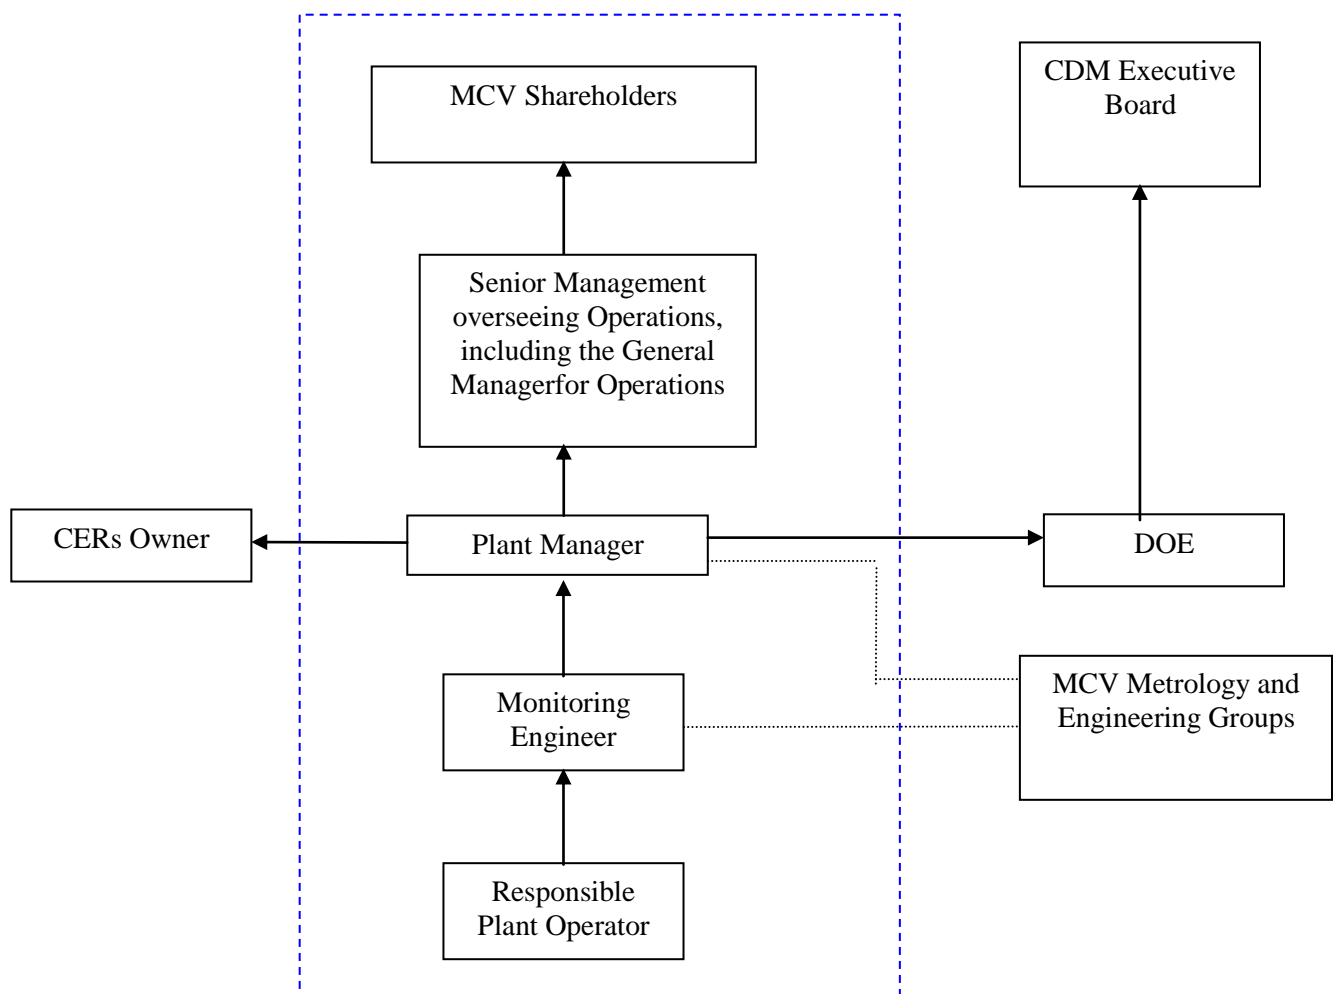 MCV Shareholders
CDM Executive
Board
Senior Management
overseeing Operations,
including the General
Managerfor Operations
CERs Owner
Plant Manager
DOE
Monitoring
Engineer
MCV Metrology and
Engineering Groups
Responsible
Plant Operator